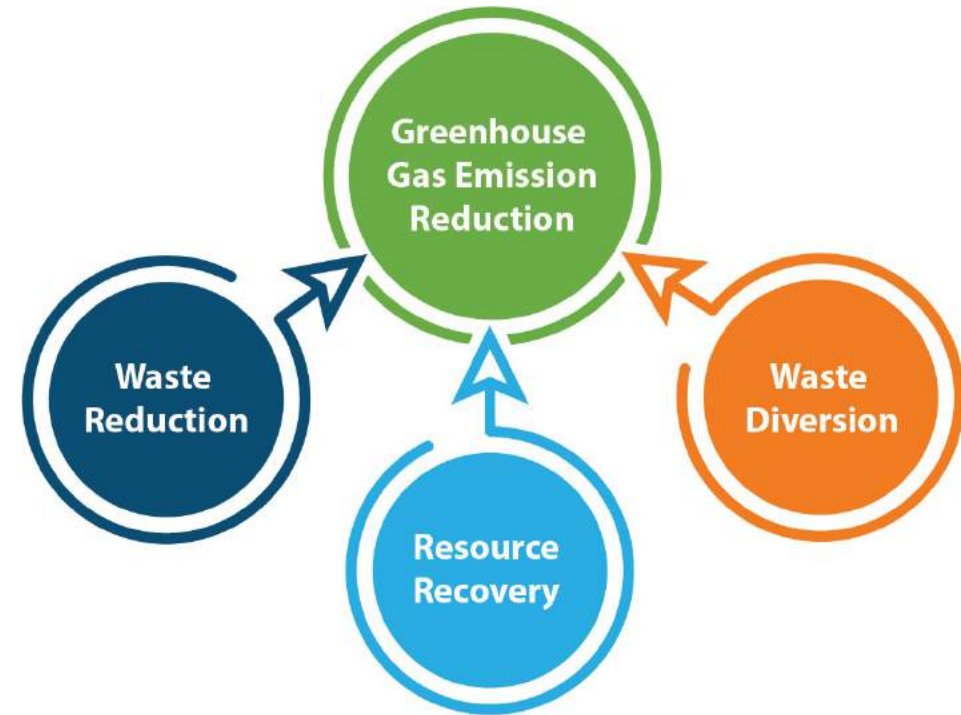 Greenhouse
Gas Emission
Reduction
Waste
Reduction
Waste
Diversion
Resource
Recovery